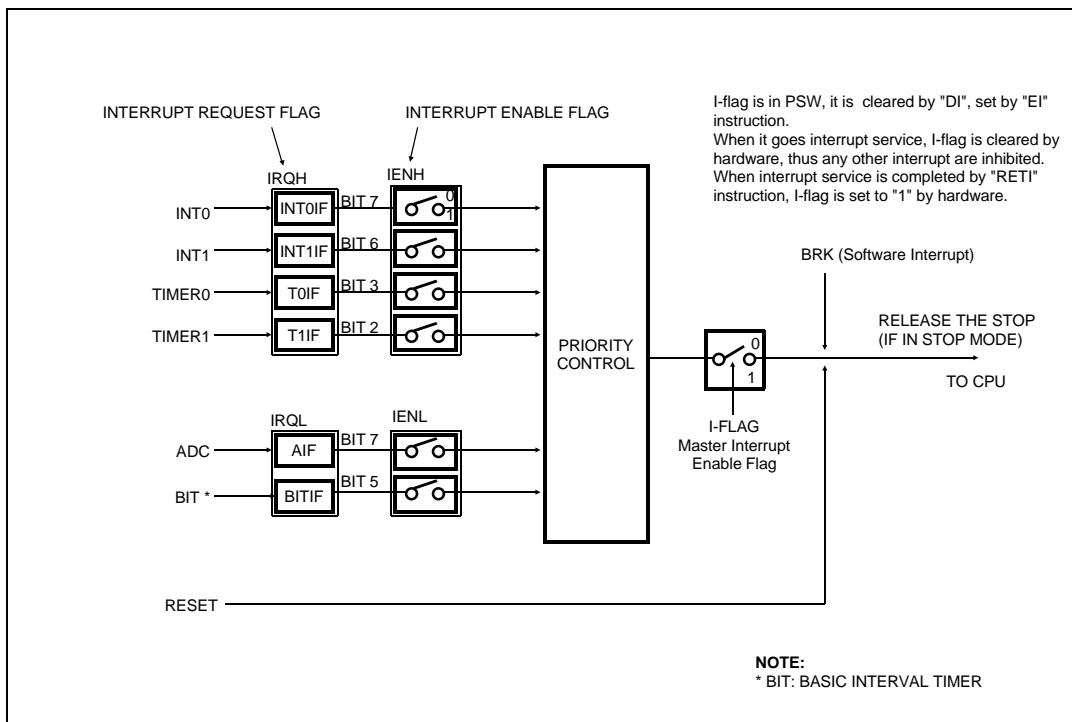 INTERRUPT REQUEST FLAG
INTERRUPT ENABLE FLAG
I-flag is in PSW, it is cleared by "DI", set by "EI"
instruction.
When it goes interrupt service, I-flag is cleared by
hardware, thus any other interrupt are inhibited.
When interrupt service is completed by "RETI"
instruction, I-flag is set to "1" by hardware.
IRQH
IENH
INT0
INT0IF
BIT 7
0
1
INT1
INT1IF
BIT 6
TIMER0
T0IF
BIT 3
TIMER1
T1IF
BIT 2
PRIORITY
CONTROL
BRK (Software Interrupt)
0
1
RELEASE THE STOP
(IF IN STOP MODE)
TO CPU
I-FLAG
Master Interrupt
Enable Flag
IRQL
IENL
ADC
AIF
BIT 7
BIT *
BITIF
BIT 5
RESET
NOTE:
* BIT: BASIC INTERVAL TIMER